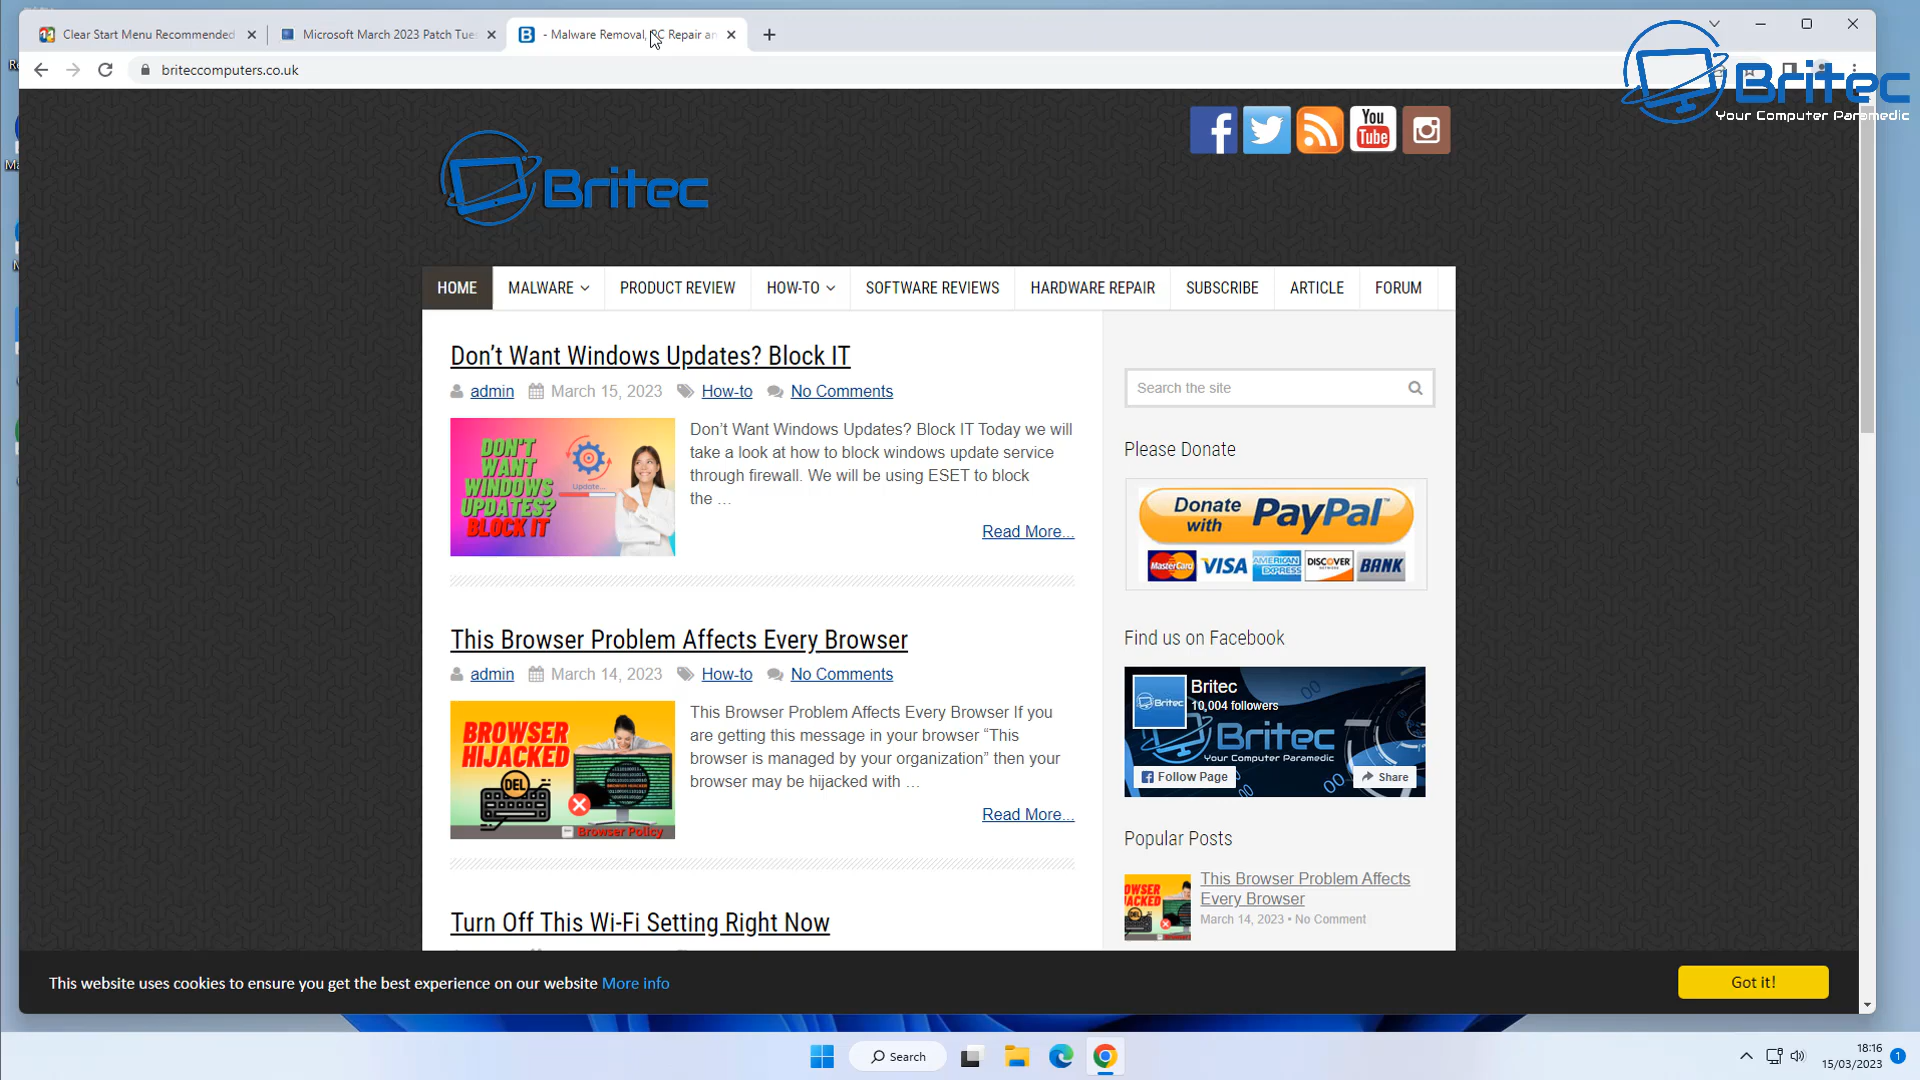 Clear Start Menu Recommended
Microsoft March 2023 Patch Tue
- Malware Removal, PC Repair an
briteccomputers.co.uk
Britec
Your Computer Paramedic
Britec
You
Tube
HOME
MALWARE
PRODUCT REVIEW
HOW-TO
SOFTWARE REVIEWS
HARDWARE REPAIR
SUBSCRIBE
ARTICLE
FORUM
Don’t Want Windows Updates? Block IT
admin March 15, 2023 How-to No Comments
DON'T
WANT
WINDOWS
UPDATES?
BLOCK IT
Update...
Don’t Want Windows Updates? Block IT Today we will
take a look at how to block windows update service
through firewall. We will be using ESET to block
the …
Read More...
This Browser Problem Affects Every Browser
admin March 14, 2023 How-to No Comments
BROWSER
HIJACKED
DEL
Browser Policy
This Browser Problem Affects Every Browser If you
are getting this message in your browser “This
browser is managed by your organization” then your
browser may be hijacked with …
Read More...
Turn Off This Wi-Fi Setting Right Now
Search the site
Please Donate
Donate
with PayPal™
MasterCard VISA AMERICAN EXPRESS DISCOVER BANK
Find us on Facebook
Britec
Britec
10,004 followers
Britec
Your Computer Paramedic
Follow Page
Share
Popular Posts
This Browser Problem Affects
Every Browser
March 14, 2023 • No Comment
This website uses cookies to ensure you get the best experience on our website More info
Got it!
Search
18:16
15/03/2023
1